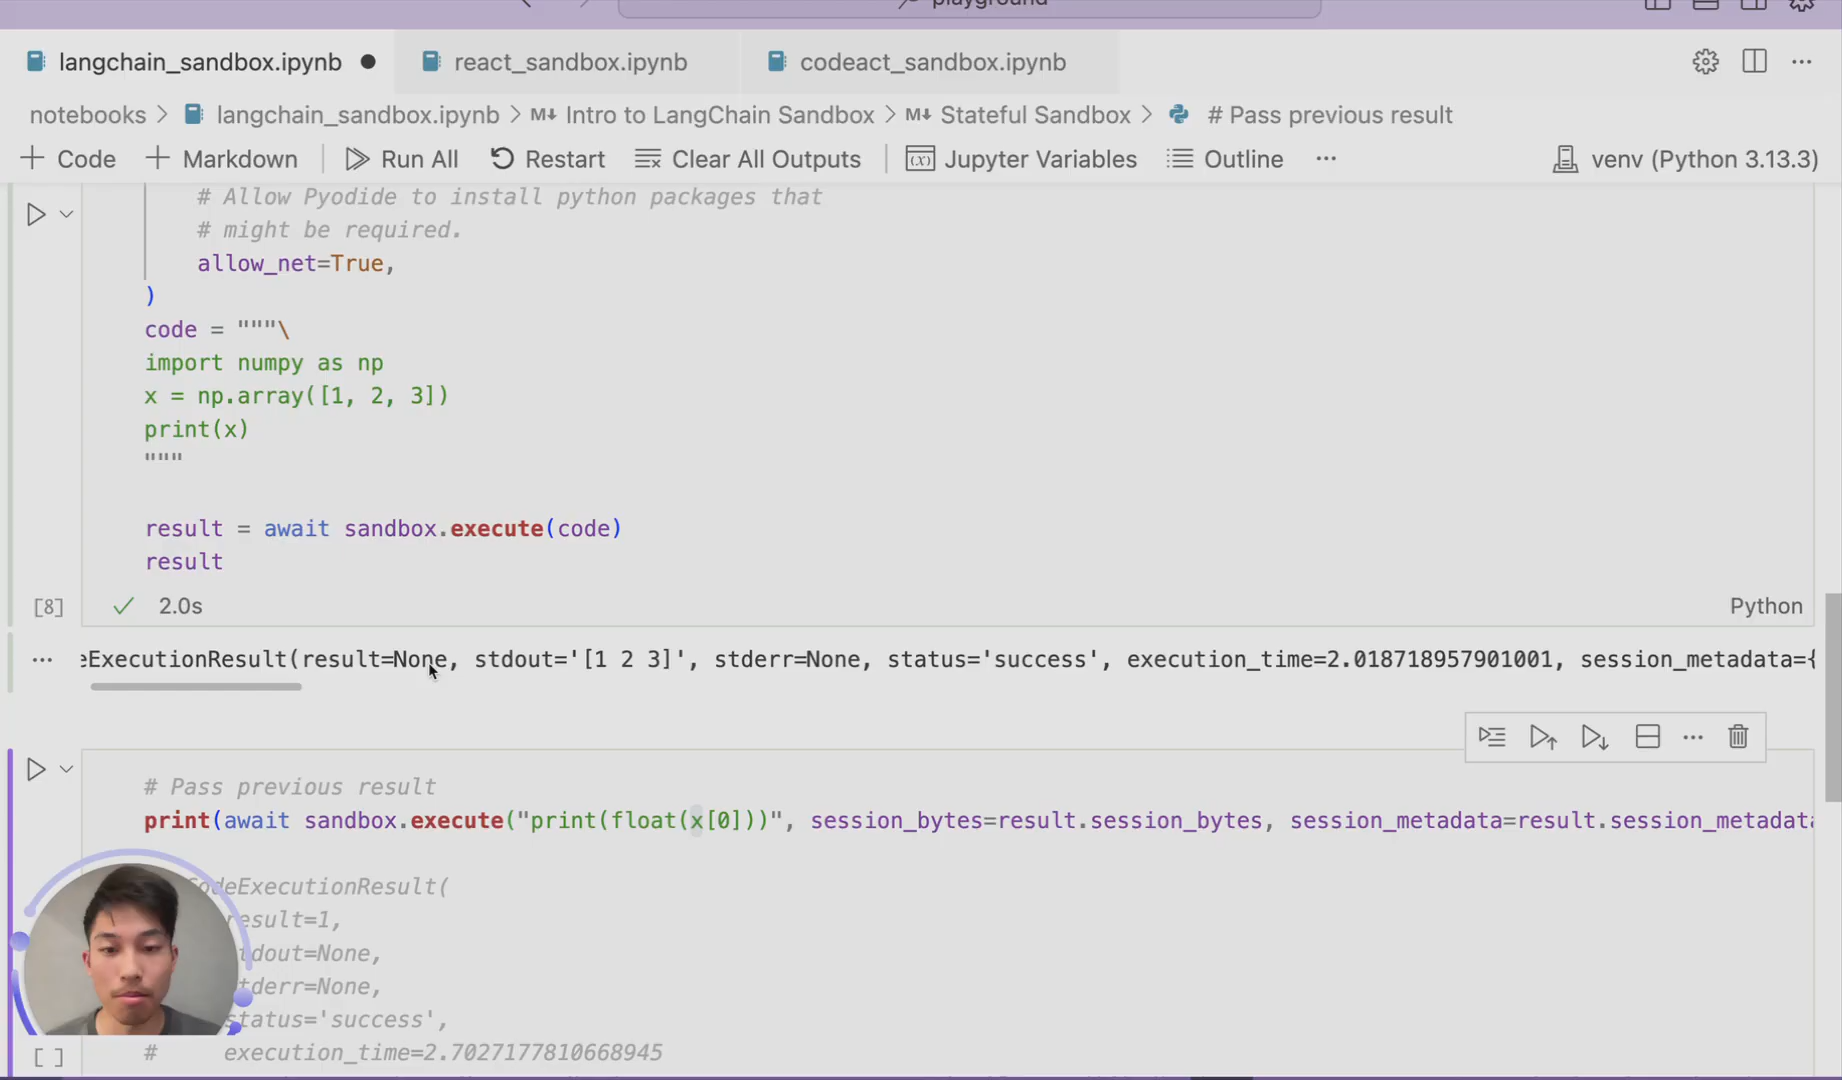 playground
langchain_sandbox.ipynb
react_sandbox.ipynb
codeact_sandbox.ipynb
notebooks > langchain_sandbox.ipynb > M↓ Intro to LangChain Sandbox > M↓ Stateful Sandbox > # Pass previous result
+ Code + Markdown Run All Restart Clear All Outputs Jupyter Variables Outline ··· venv (Python 3.13.3)
# Allow Pyodide to install python packages that
# might be required.
allow_net=True,
)
code = """\
import numpy as np
x = np.array([1, 2, 3])
print(x)
"""
result = await sandbox.execute(code)
result
[8] 2.0s Python
eExecutionResult(result=None, stdout='[1 2 3]', stderr=None, status='success', execution_time=2.018718957901001, session_metadata={
# Pass previous result
print(await sandbox.execute("print(float(x[0]))", session_bytes=result.session_bytes, session_metadata=result.session_metadata
odeExecutionResult(
result=1,
tdout=None,
tderr=None,
status='success',
[ ] # execution_time=2.7027177810668945